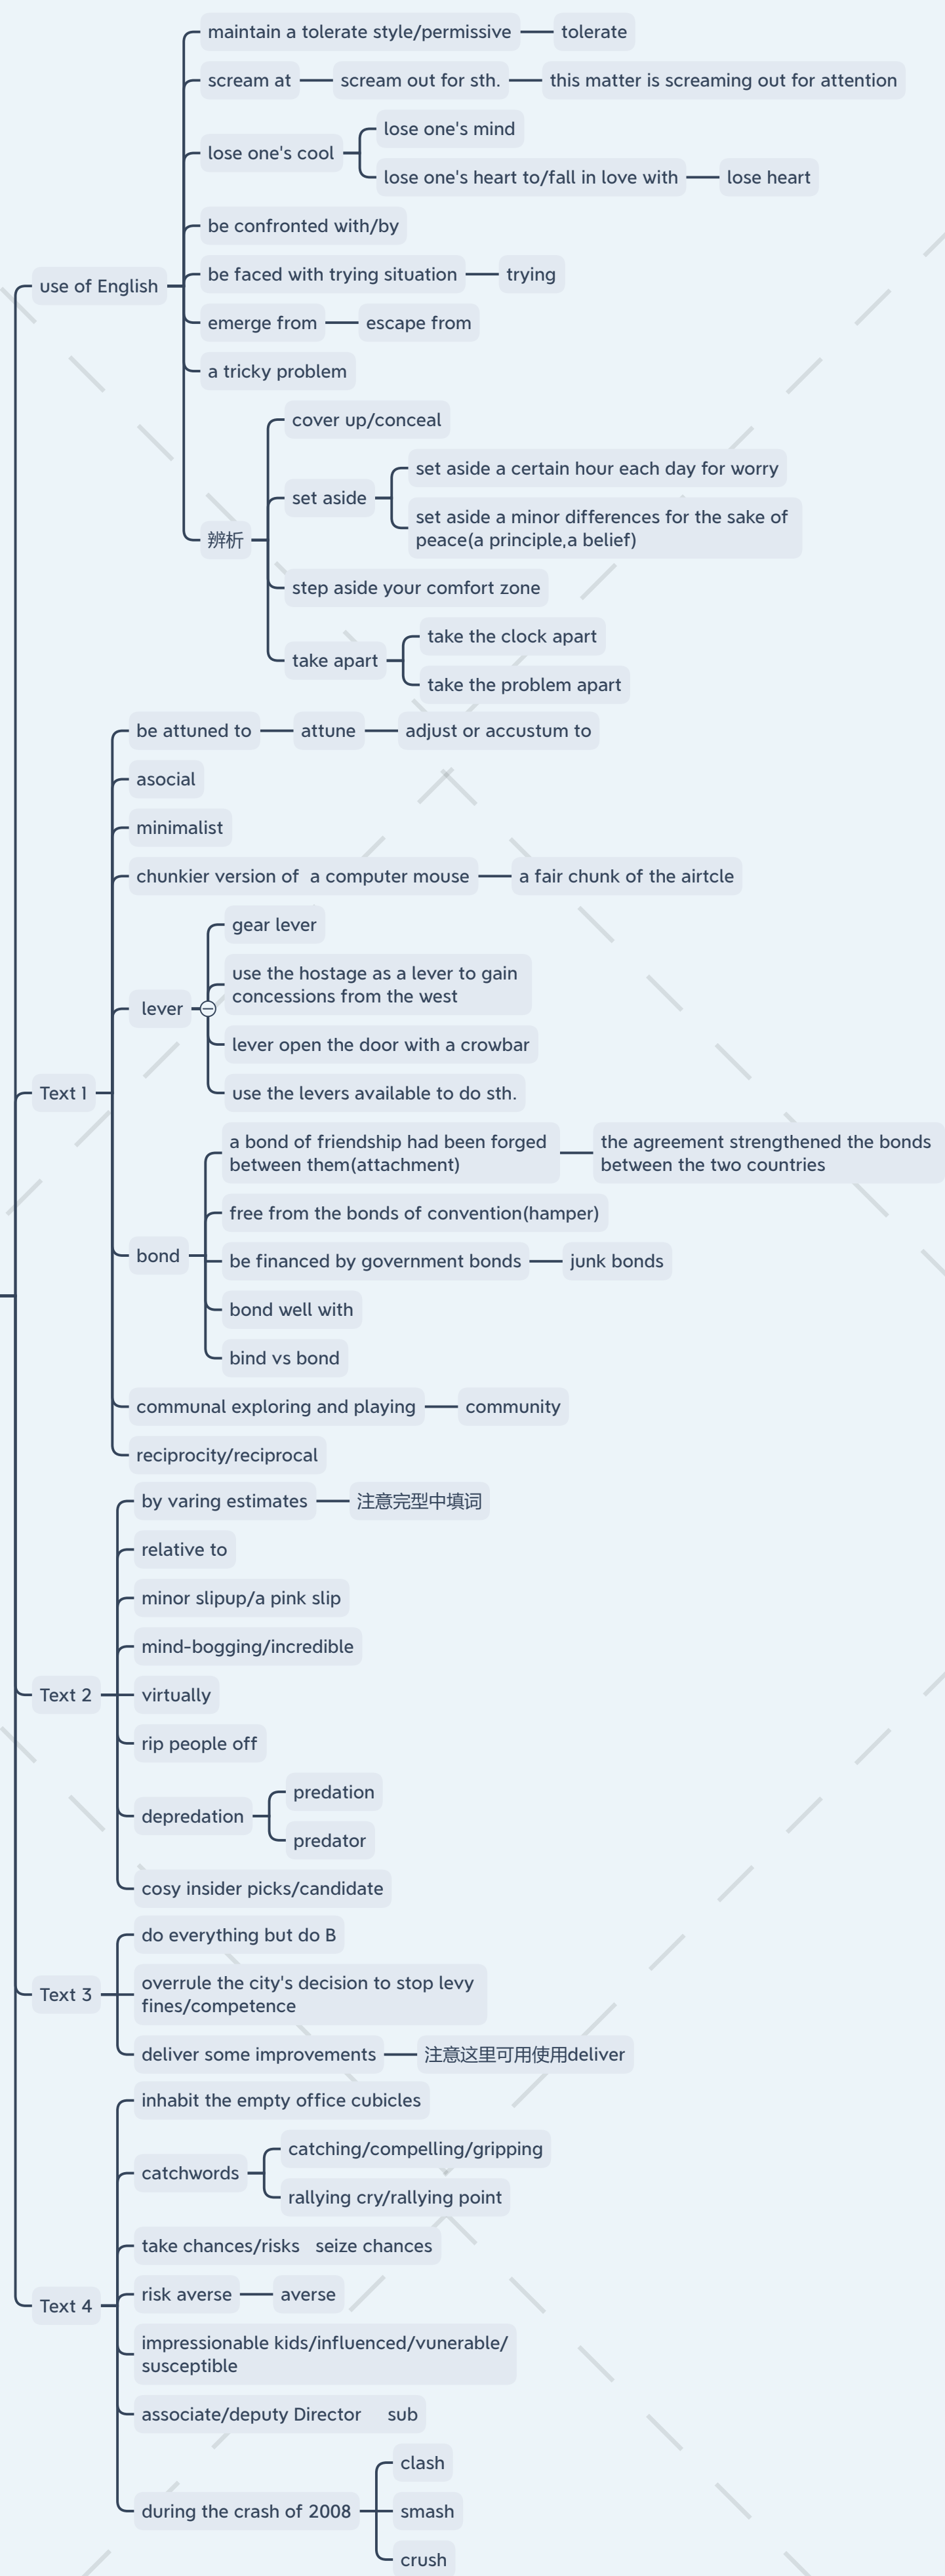 maintain a tolerate style/permissive
tolerate
scream at
scream out for sth.
this matter is screaming out for attention
lose one's mind
lose one's cool
lose one's heart to/fall in love with
lose heart
be confronted with/by
use of English
be faced with trying situation
trying
emerge from
escape from
a tricky problem
cover up/conceal
set aside a certain hour each day for worry
set aside
set aside a minor differences for the sake of
peace(a principle,a belief)
辨析
step aside your comfort zone
take the clock apart
take apart
take the problem apart
be attuned to
attune
adjust or accustum to
asocial
minimalist
chunkier version of  a computer mouse
a fair chunk of the airtcle
gear lever
use the hostage as a lever to gain
concessions from the west
lever
lever open the door with a crowbar
use the levers available to do sth.
Text 1
a bond of friendship had been forged
between them(attachment)
the agreement strengthened the bonds
between the two countries
free from the bonds of convention(hamper)
bond
be financed by government bonds
junk bonds
bond well with
bind vs bond
communal exploring and playing
community
reciprocity/reciprocal
by varing estimates
注意完型中填词
relative to
minor slipup/a pink slip
mind-bogging/incredible
Text 2
virtually
rip people off
predation
depredation
predator
cosy insider picks/candidate
do everything but do B
Text 3
overrule the city's decision to stop levy
fines/competence
deliver some improvements
注意这里可用使用deliver
inhabit the empty office cubicles
catching/compelling/gripping
catchwords
rallying cry/rallying point
take chances/risks   seize chances
risk averse
averse
Text 4
impressionable kids/influenced/vunerable/
susceptible
associate/deputy Director     sub
clash
during the crash of 2008
smash
crush